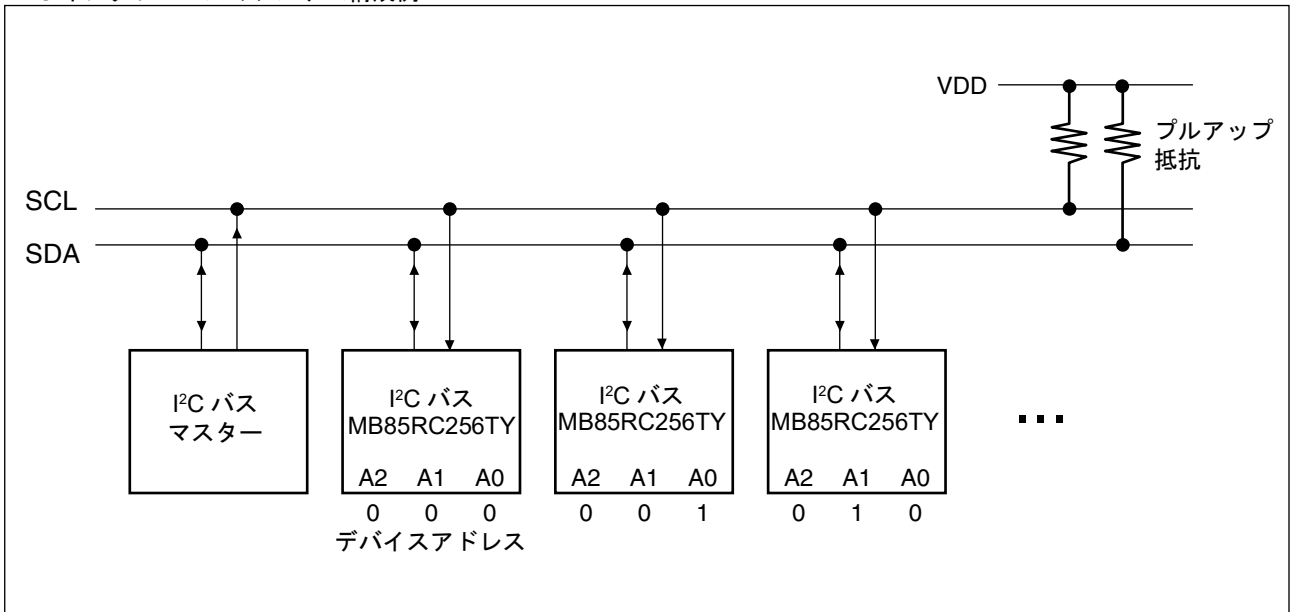 VDD
プルアップ
抵抗
SCL
SDA
I²C バス
マスター
I²C バス
MB85RC256TY
A2 A1 A0
0 0 0
デバイスアドレス
I²C バス
MB85RC256TY
A2 A1 A0
0 0 1
I²C バス
MB85RC256TY
A2 A1 A0
0 1 0
...